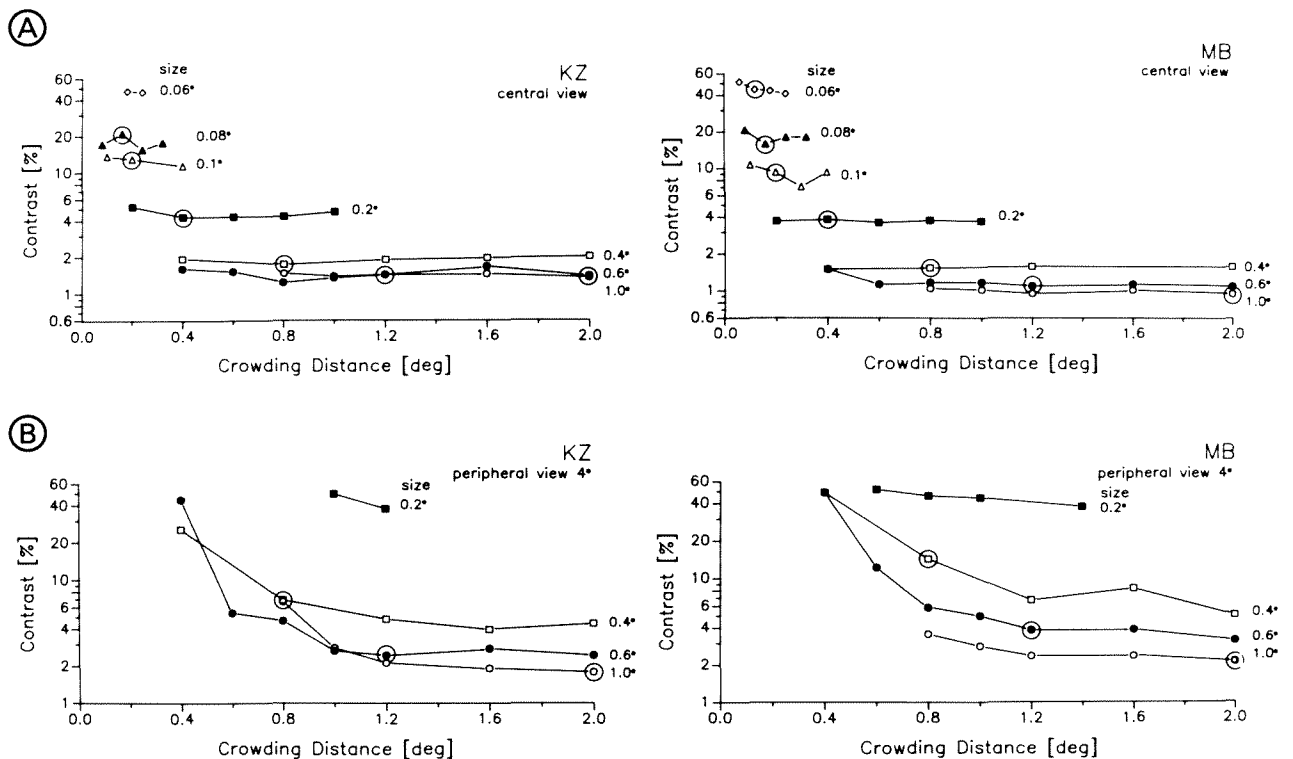 A
KZ
central view
size
0.06°
0.08°
0.1°
0.2°
0.4°
0.6°
1.0°
Contrast [%]
60
40
20
10
6
4
2
1
0.6
0.0 0.4 0.8 1.2 1.6 2.0
Crowding Distance [deg]
MB
central view
size
0.06°
0.08°
0.1°
0.2°
0.4°
0.6°
1.0°
Contrast [%]
60
40
20
10
6
4
2
1
0.6
0.0 0.4 0.8 1.2 1.6 2.0
Crowding Distance [deg]
B
KZ
peripheral view 4°
size
0.2°
0.4°
0.6°
1.0°
Contrast [%]
60
40
20
10
6
4
2
1
0.0 0.4 0.8 1.2 1.6 2.0
Crowding Distance [deg]
MB
peripheral view 4°
size
0.2°
0.4°
0.6°
1.0°
Contrast [%]
60
40
20
10
6
4
2
1
0.0 0.4 0.8 1.2 1.6 2.0
Crowding Distance [deg]